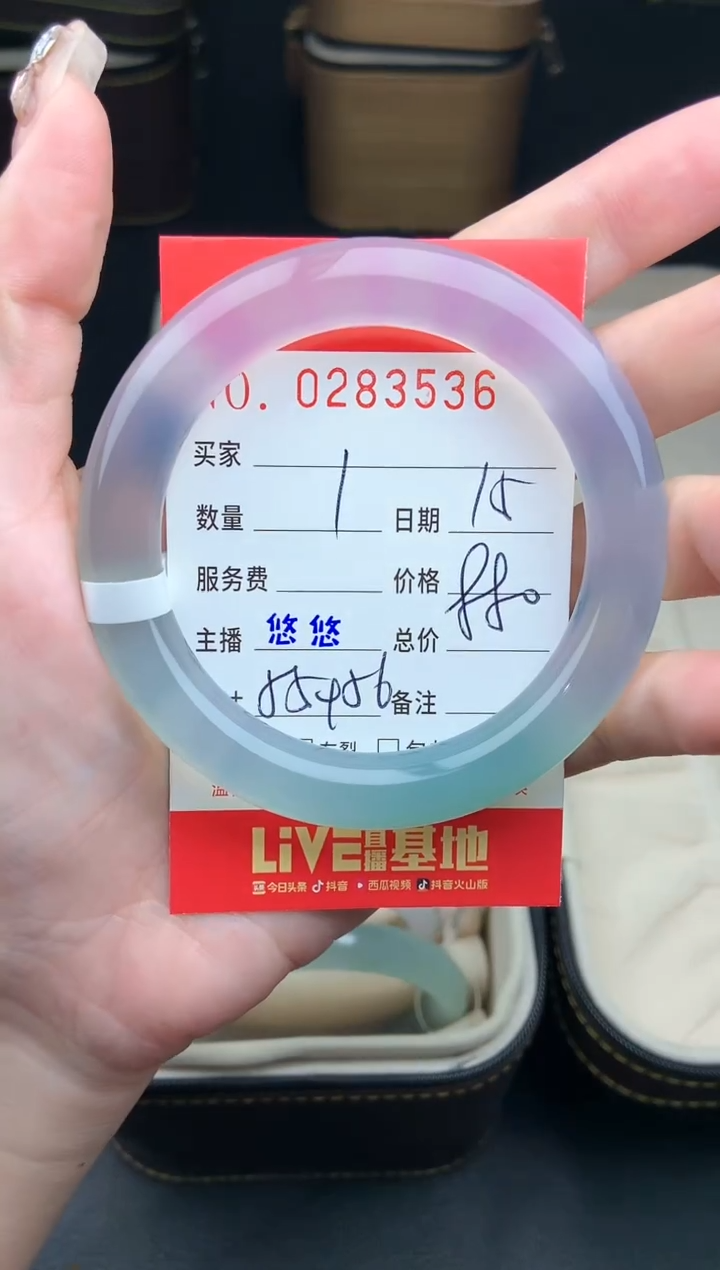 NO. 0283536
买家
数量 1 日期 15
服务费 价格
主播 悠悠 总价
备注
LiVE直播基地
今日头条 抖音 西瓜视频 抖音火山版